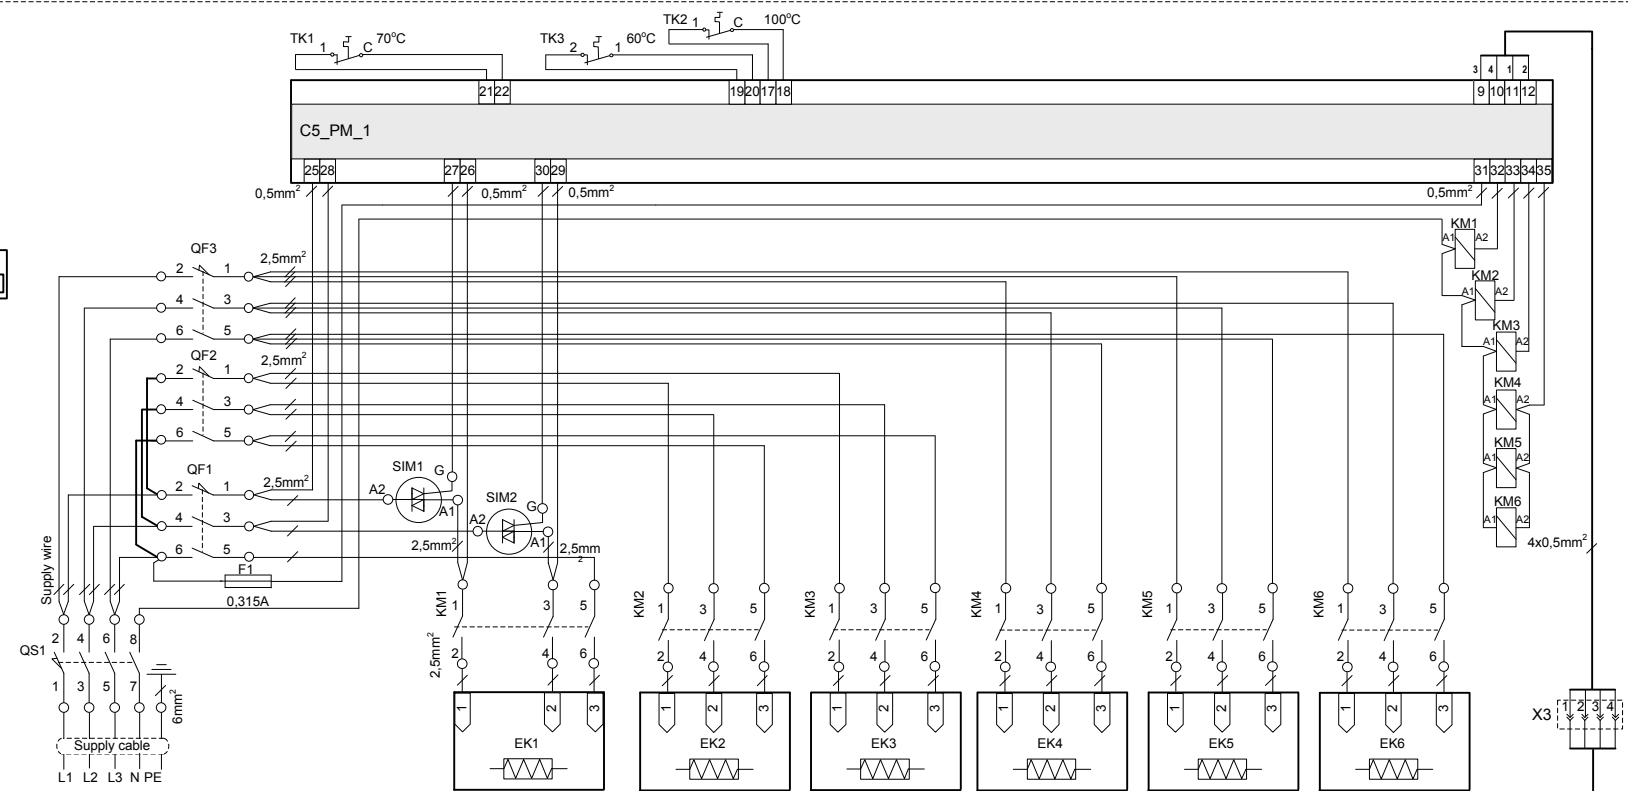 TK1 1 C 70°C
TK3 2 1 60°C
TK2 1 C 100°C
3 4 1 2
21 22
19 20 17 18
9 10 11 12
C5_PM_1
25 28
27 26
30 29
31 32 33 34 35
0,5mm²
0,5mm²
0,5mm²
0,5mm²
KM1
A1 A2
KM2
A1 A2
KM3
A1 A2
KM4
A1 A2
KM5
A1 A2
KM6
A1 A2
4x0,5mm²
QF3
2,5mm²
2 1
4 3
6 5
QF2
2,5mm²
2 1
4 3
6 5
QF1
2,5mm²
2 1
4 3
6 5
SIM1
G
A2
A1
SIM2
G
A2
A1
2,5mm²
2,5mm²
F1
0,315A
Supply wire
2 4 6 8
QS1
1 3 5 7
6mm²
Supply cable
L1 L2 L3 N PE
KM1
1 3 5
2 4 6
2,5mm²
1 2 3
EK1
KM2
1 3 5
2 4 6
1 2 3
EK2
KM3
1 3 5
2 4 6
1 2 3
EK3
KM4
1 3 5
2 4 6
1 2 3
EK4
KM5
1 3 5
2 4 6
1 2 3
EK5
KM6
1 3 5
2 4 6
1 2 3
EK6
X3
1 2 3 4